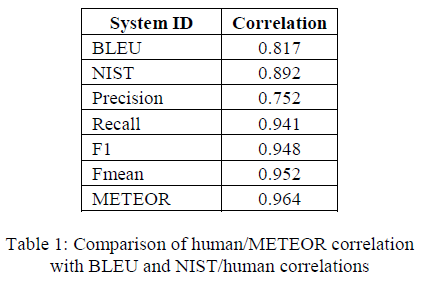 System ID Correlation
BLEU 0.817
NIST 0.892
Precision 0.752
Recall 0.941
F1 0.948
Fmean 0.952
METEOR 0.964
Table 1: Comparison of human/METEOR correlation
with BLEU and NIST/human correlations